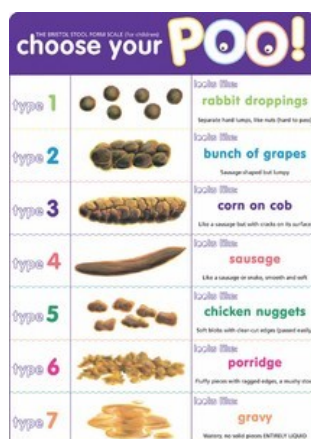 THE BRISTOL STOOL FORM SCALE (for children)
choose your POO!
type 1
looks like:
rabbit droppings
Separate hard lumps, like nuts (hard to pass)
type 2
looks like:
bunch of grapes
Sausage-shaped but lumpy
type 3
looks like:
corn on cob
Like a sausage but with cracks on its surface
type 4
looks like:
sausage
Like a sausage or snake, smooth and soft
type 5
looks like:
chicken nuggets
Soft blobs with clear-cut edges (passed easily
type 6
looks like:
porridge
Fluffy pieces with ragged edges, a mushy
type 7
looks like:
gravy
Watery, no solid pieces ENTIRELY LIQUID